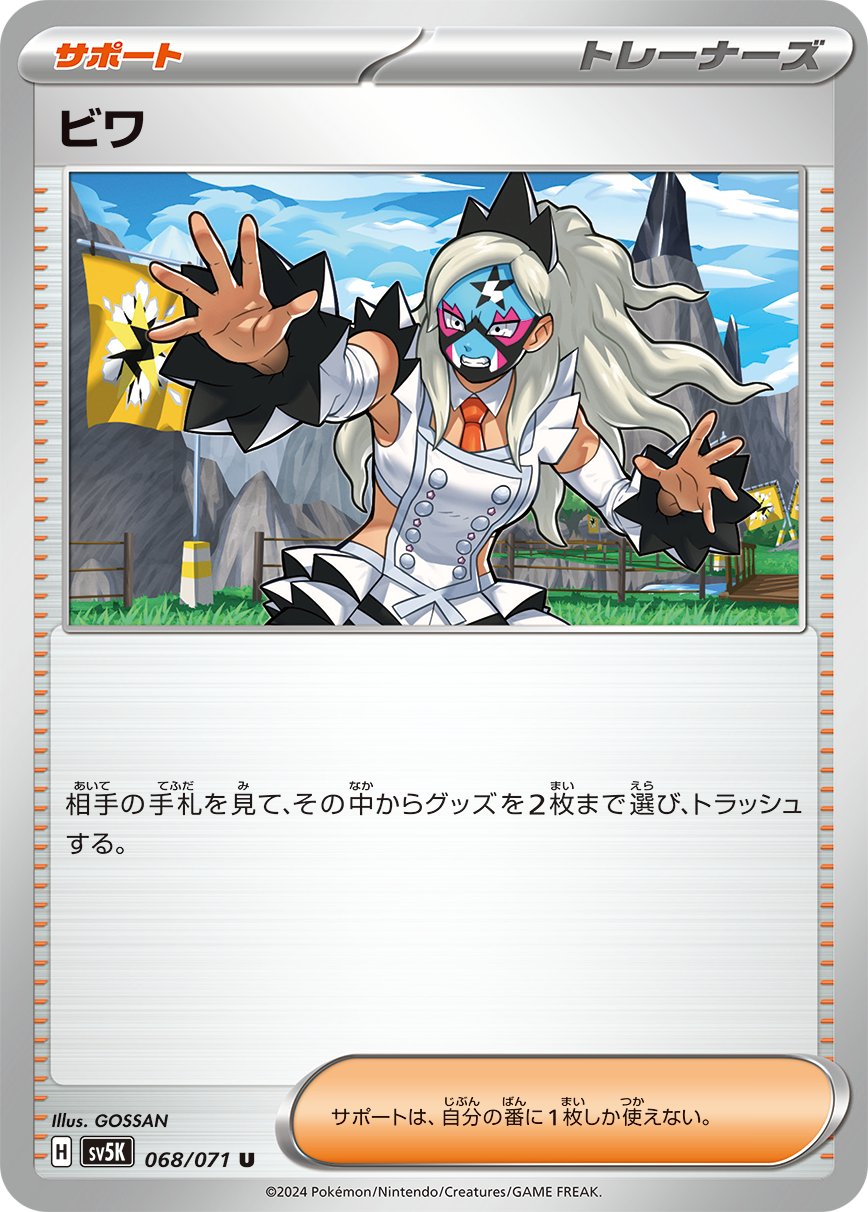 サポート トレーナーズ
ビワ
相手の手札を見て、その中からグッズを2枚まで選び、トラッシュ
する。
サポートは、自分の番に1枚しか使えない。
Illus. GOSSAN
H sv5K 068/071 U
©2024 Pokémon/Nintendo/Creatures/GAME FREAK.